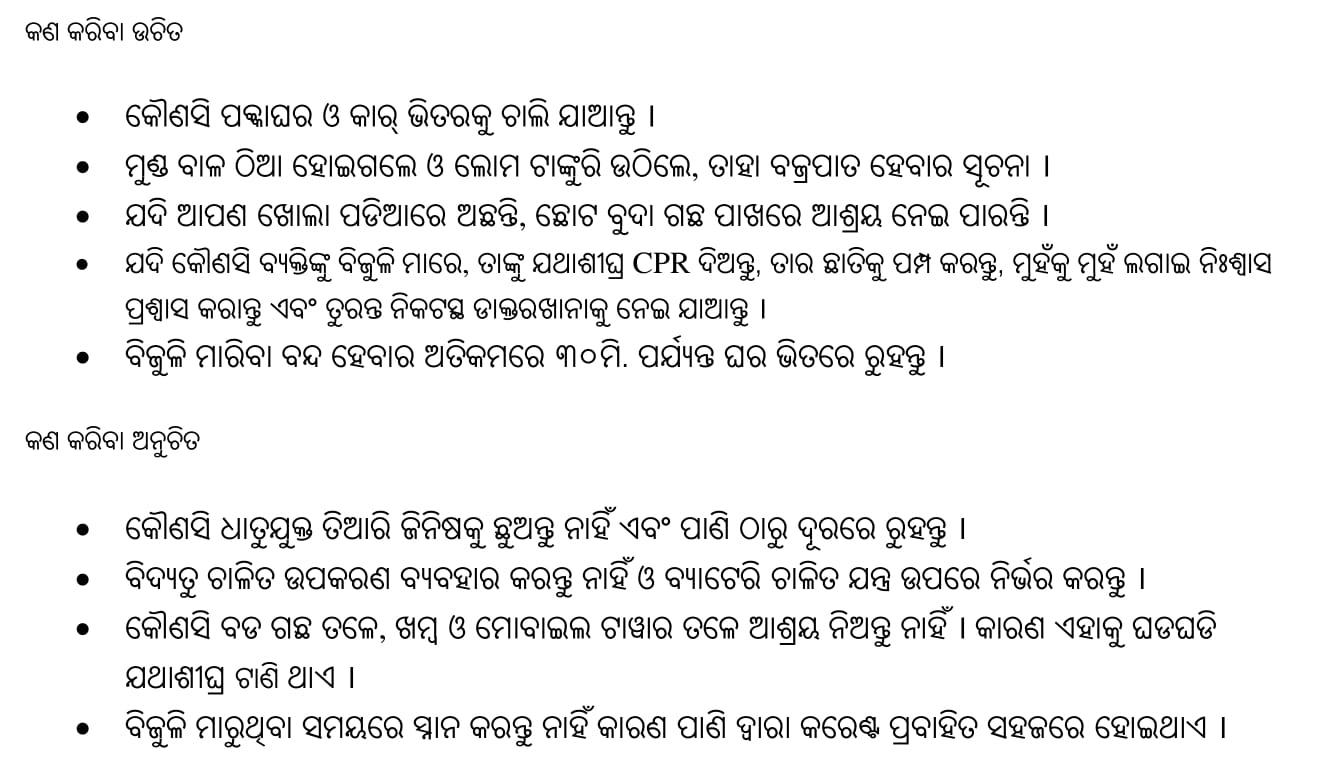 କଣ କରିବା ଉଚିତ
• କୌଣସି ପକ୍କାଘର ଓ କାର୍ ଭିତରକୁ ଚାଲି ଯାଆନ୍ତୁ ।
• ମୁଣ୍ଡ ବାଳ ଠିଆ ହୋଇଗଲେ ଓ ଲୋମ ଟାଙ୍କୁରି ଉଠିଲେ, ତାହା ବଜ୍ରପାତ ହେବାର ସୂଚନା ।
• ଯଦି ଆପଣ ଖୋଲା ପଡିଆରେ ଅଛନ୍ତି, ଛୋଟ ବୁଦା ଗଛ ପାଖରେ ଆଶ୍ରୟ ନେଇ ପାରନ୍ତି ।
• ଯଦି କୌଣସି ବ୍ୟକ୍ତିଙ୍କୁ ବିଜୁଳି ମାରେ, ତାଙ୍କୁ ଯଥାଶୀଘ୍ର CPR ଦିଅନ୍ତୁ, ତାର ଛାତିକୁ ପମ୍ପ କରନ୍ତୁ, ମୁହଁକୁ ମୁହଁ ଲଗାଇ ନିଃଶ୍ୱାସ
ପ୍ରଶ୍ୱାସ କରାନ୍ତୁ ଏବଂ ତୁରନ୍ତ ନିକଟସ୍ଥ ଡାକ୍ତରଖାନାକୁ ନେଇ ଯାଆନ୍ତୁ ।
• ବିଜୁଳି ମାରିବା ବନ୍ଦ ହେବାର ଅତିକମରେ ୩୦ମି. ପର୍ଯ୍ୟନ୍ତ ଘର ଭିତରେ ରୁହନ୍ତୁ ।
କଣ କରିବା ଅନୁଚିତ
• କୌଣସି ଧାତୁଯୁକ୍ତ ତିଆରି ଜିନିଷକୁ ଛୁଅନ୍ତୁ ନାହିଁ ଏବଂ ପାଣି ଠାରୁ ଦୂରରେ ରୁହନ୍ତୁ ।
• ବିଦ୍ୟତୁ ଚାଳିତ ଉପକରଣ ବ୍ୟବହାର କରନ୍ତୁ ନାହିଁ ଓ ବ୍ୟାଟେରି ଚାଳିତ ଯନ୍ତ୍ର ଉପରେ ନିର୍ଭର କରନ୍ତୁ ।
• କୌଣସି ବଡ ଗଛ ତଳେ, ଖମ୍ବ ଓ ମୋବାଇଲ ଟାୱାର ତଳେ ଆଶ୍ରୟ ନିଅନ୍ତୁ ନାହିଁ । କାରଣ ଏହାକୁ ଘଡଘଡି
ଯଥାଶୀଘ୍ର ଟାଣି ଥାଏ ।
• ବିଜୁଳି ମାରୁଥିବା ସମୟରେ ସ୍ନାନ କରନ୍ତୁ ନାହିଁ କାରଣ ପାଣି ଦ୍ୱାରା କରେଣ୍ଟ ପ୍ରବାହିତ ସହଜରେ ହୋଇଥାଏ ।